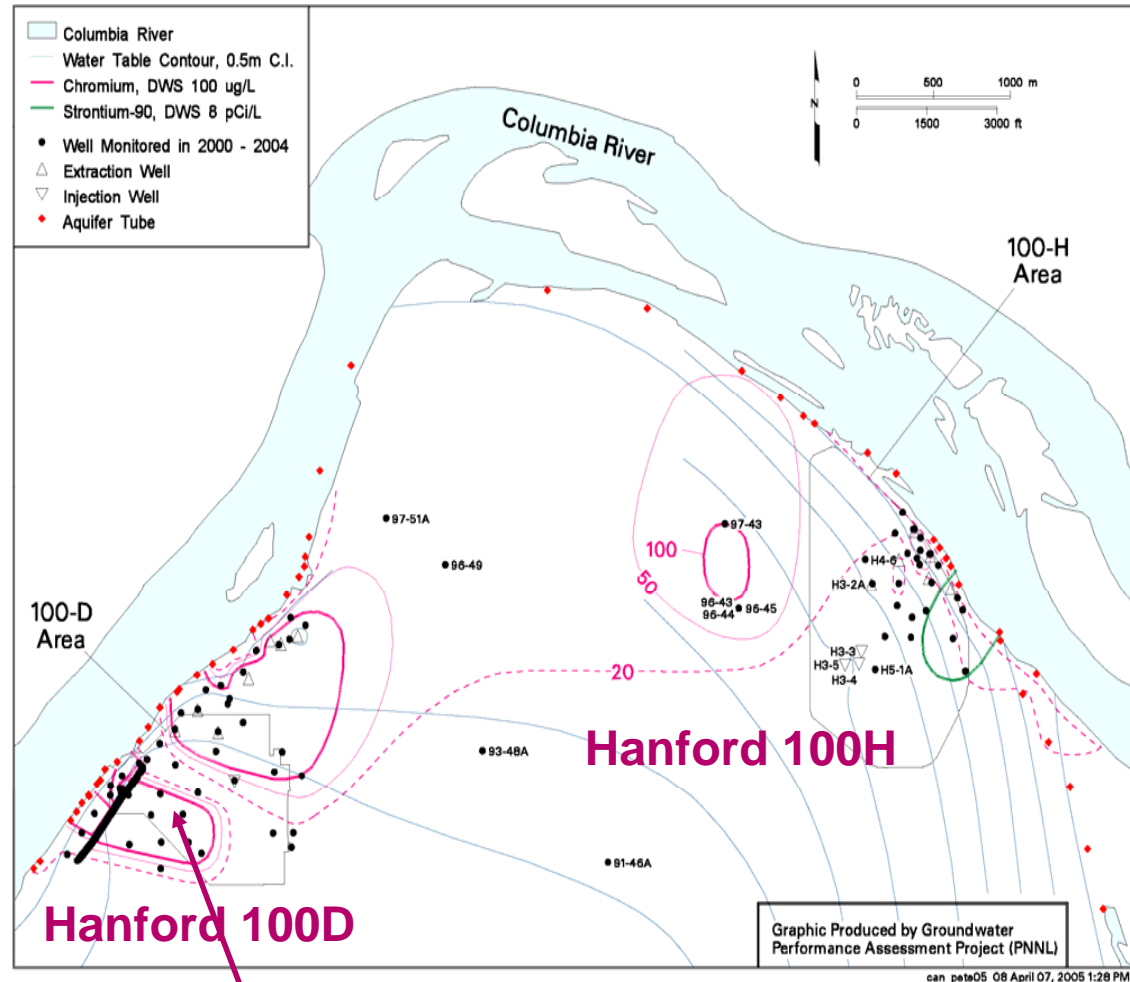 Columbia River
Water Table Contour, 0.5m C.I.
Chromium, DWS 100 ug/L
Strontium-90, DWS 8 pCi/L
Well Monitored in 2000 - 2004
Extraction Well
Injection Well
Aquifer Tube
N
0 500 1000 m
0 1500 3000 ft
Columbia River
100-H
Area
97-51A
96-49
97-43
100
50
96-43
96-44
96-45
H4-6
H3-2A
H3-3
H3-5
H3-4
H5-1A
100-D
Area
20
93-48A
Hanford 100H
91-46A
Hanford 100D
Graphic Produced by Groundwater
Performance Assessment Project (PNNL)
can_pete05_08 April 07, 2005 1:28 PM